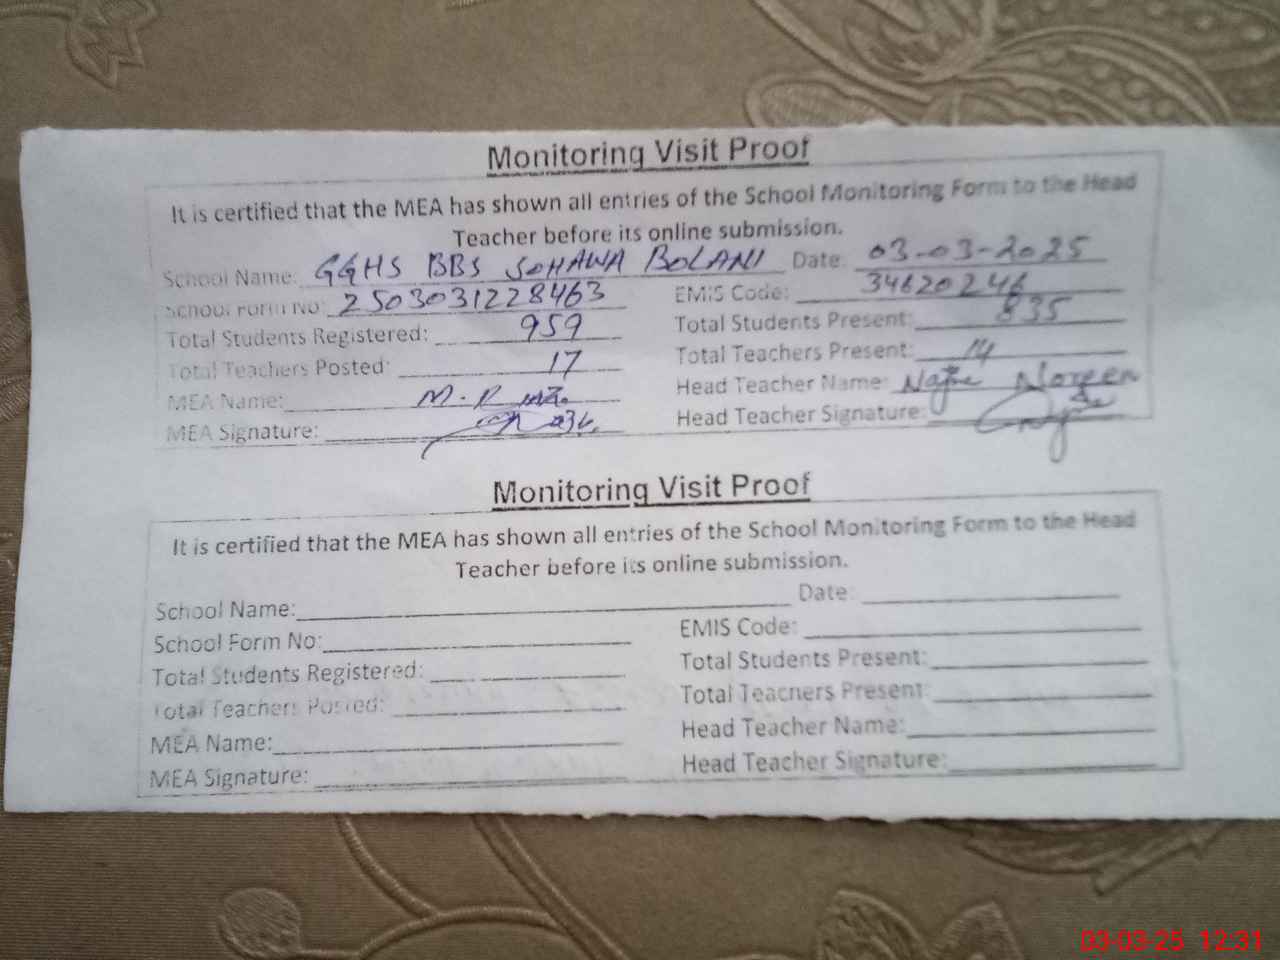 Monitoring Visit Proof
It is certified that the MEA has shown all entries of the School Monitoring Form to the Head
Teacher before its online submission.
School Name: GGHS BBS SOHAWA BOLANI Date: 03-03-2025
School Form No: 2503031228463 EMIS Code: 34620246
Total Students Registered: 959 Total Students Present: 835
Total Teachers Posted: 17 Total Teachers Present: 14
MEA Name: M. Head Teacher Name: Noreen
MEA Signature: Head Teacher Signature:
Monitoring Visit Proof
It is certified that the MEA has shown all entries of the School Monitoring Form to the Head
Teacher before its online submission.
School Name: Date:
School Form No: EMIS Code:
Total Students Registered: Total Students Present:
Total Teachers Posted: Total Teachers Present:
MEA Name: Head Teacher Name:
MEA Signature: Head Teacher Signature:
03-03-25 12:31